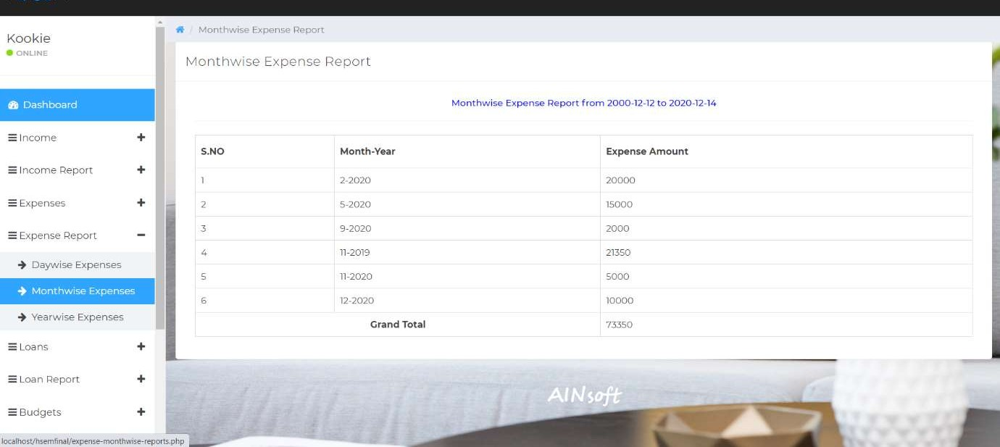 Kookie
ONLINE
Dashboard
Income
Income Report
Expenses
Expense Report
Daywise Expenses
Monthwise Expenses
Yearwise Expenses
Loans
Loan Report
Budgets
/ Monthwise Expense Report
Monthwise Expense Report
Monthwise Expense Report from 2000-12-12 to 2020-12-14
S.NO Month-Year Expense Amount
1 2-2020 20000
2 5-2020 15000
3 9-2020 2000
4 11-2019 21350
5 11-2020 5000
6 12-2020 10000
Grand Total 73350
AINsoft
localhost/hsemfinal/expense-monthwise-reports.php